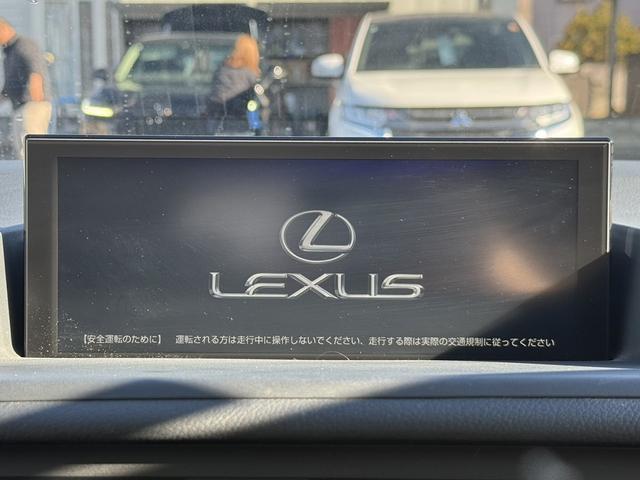 LEXUS
【安全運転のために】 運転される方は走行中に操作しないでください、走行する際は実際の交通規制に従ってください